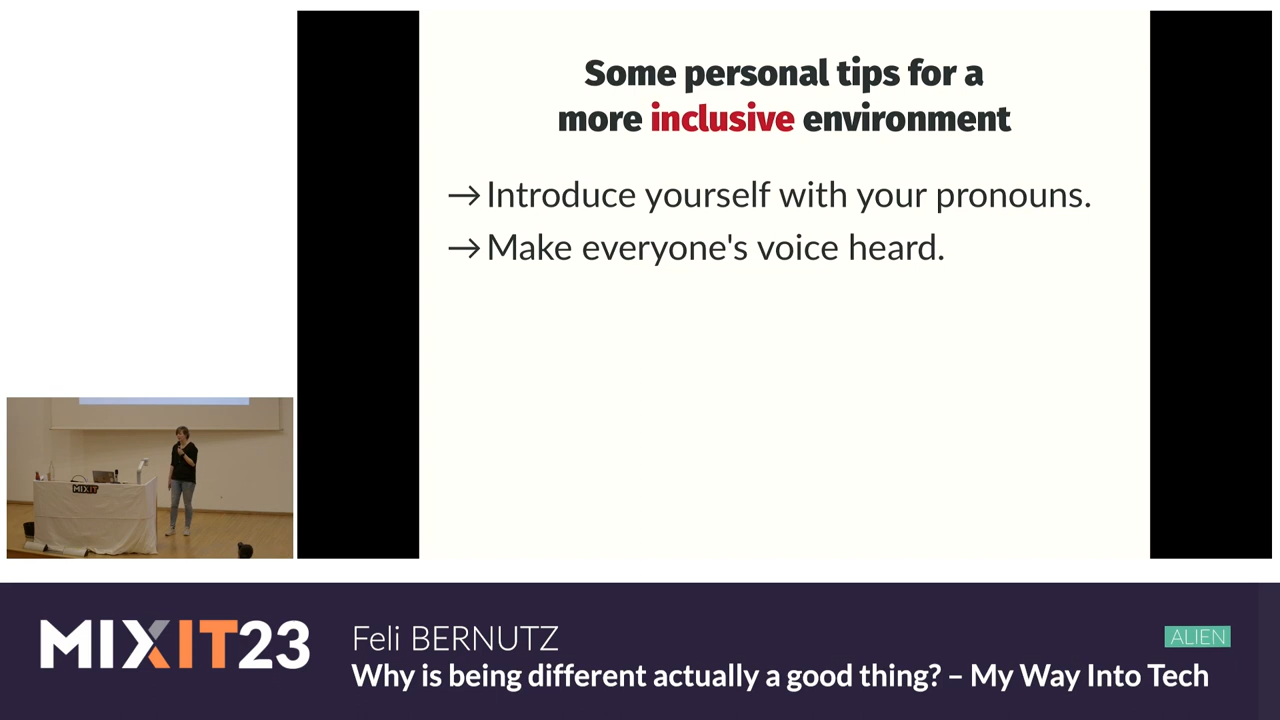 Some personal tips for a
more inclusive environment
→ Introduce yourself with your pronouns.
→ Make everyone's voice heard.
MIXIT
MIXIT23
Feli BERNUTZ
ALIEN
Why is being different actually a good thing? – My Way Into Tech